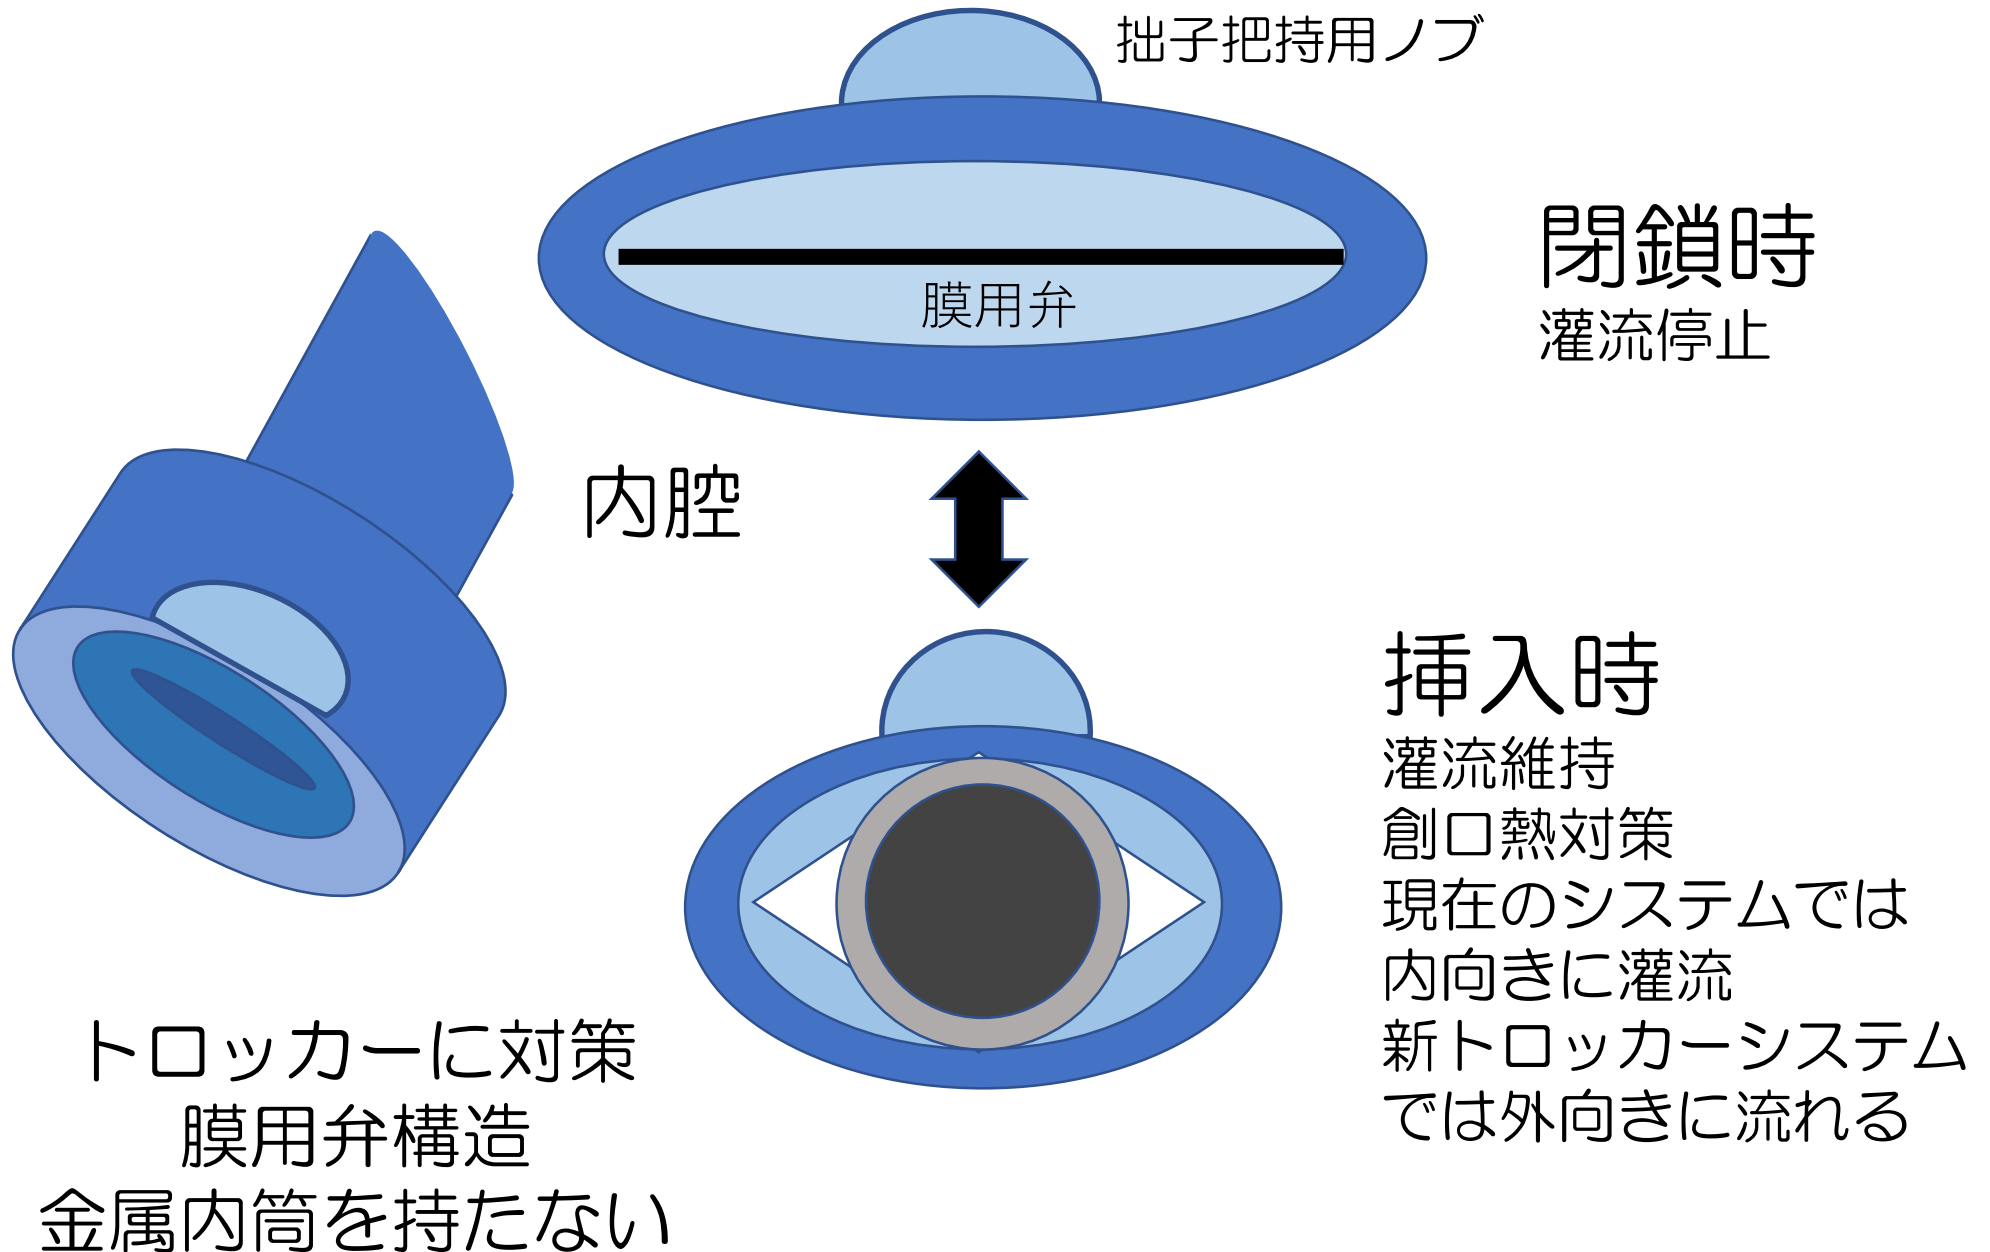 拙子把持用ノブ
閉鎖時
灌流停止
膜用弁
内腔
挿入時
灌流維持
創口熱対策
現在のシステムでは
内向きに灌流
新トロッカーシステム
では外向きに流れる
トロッカーに対策
膜用弁構造
金属内筒を持たない